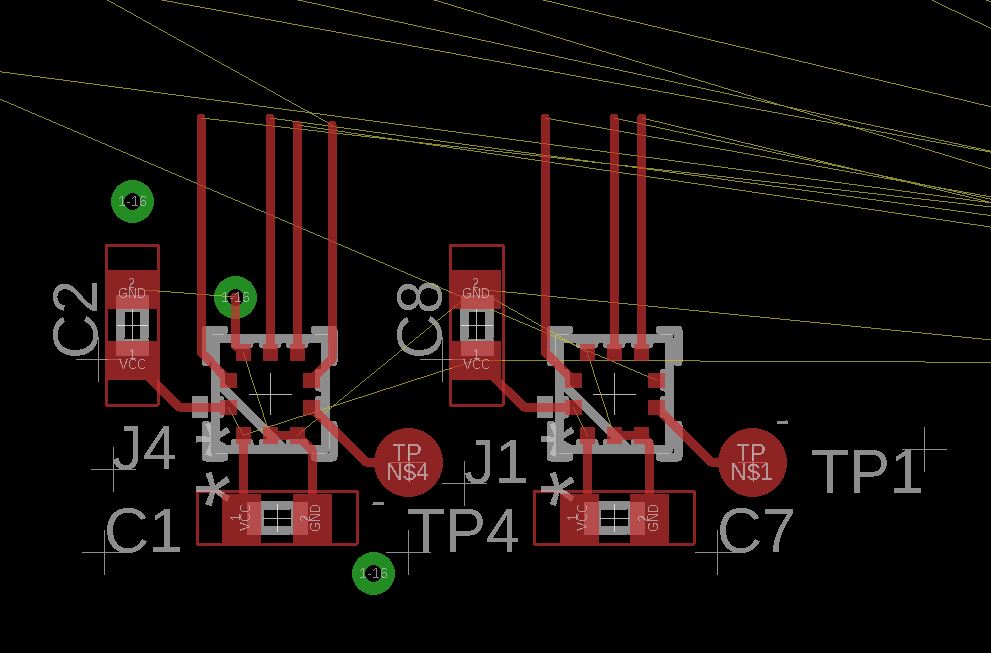 1-16
C2
2
GND
1
VCC
1-16
C8
2
GND
1
VCC
J4
TP
N$4
J1
TP
N$1
TP1
*
*
*
*
C1
1
VCC
2
GND
TP4
1
VCC
2
GND
C7
1-16